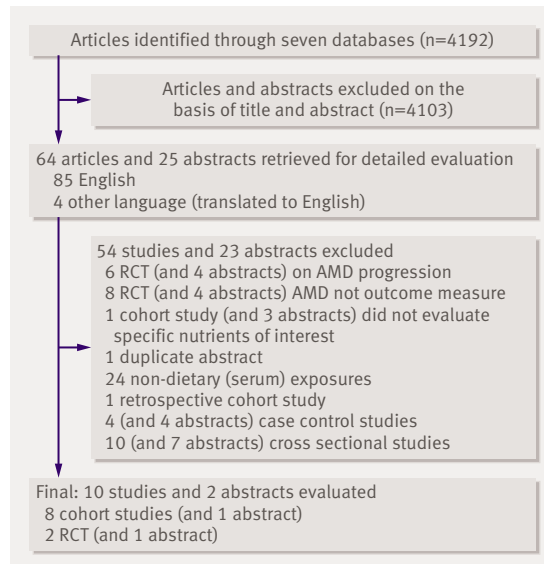 Articles identified through seven databases (n=4192)
Articles and abstracts excluded on the
basis of title and abstract (n=4103)
64 articles and 25 abstracts retrieved for detailed evaluation
85 English
4 other language (translated to English)
54 studies and 23 abstracts excluded
6 RCT (and 4 abstracts) on AMD progression
8 RCT (and 4 abstracts) AMD not outcome measure
1 cohort study (and 3 abstracts) did not evaluate
specific nutrients of interest
1 duplicate abstract
24 non-dietary (serum) exposures
1 retrospective cohort study
4 (and 4 abstracts) case control studies
10 (and 7 abstracts) cross sectional studies
Final: 10 studies and 2 abstracts evaluated
8 cohort studies (and 1 abstract)
2 RCT (and 1 abstract)